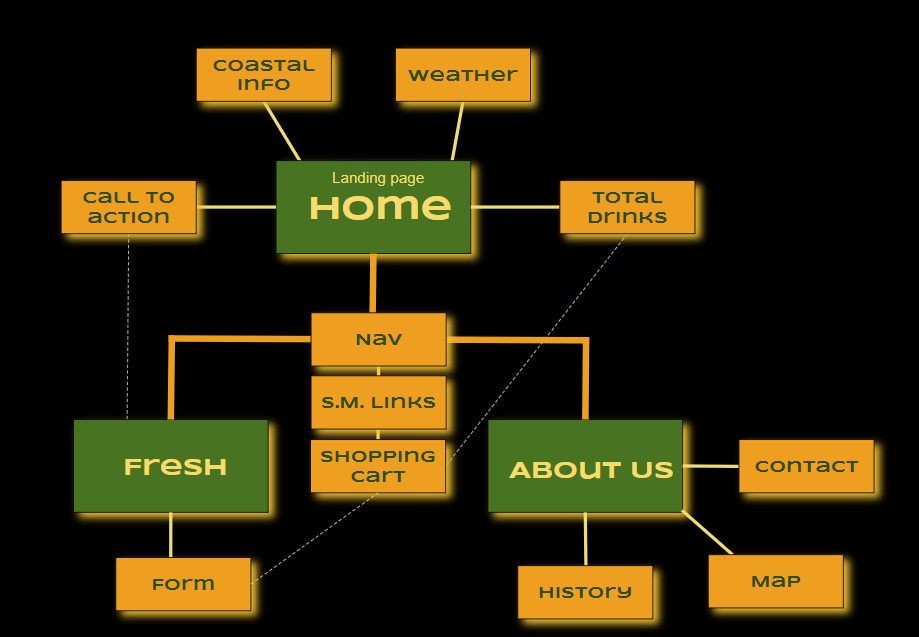 COASTAL
INFO
WEATHER
Landing page
HOME
CALL TO
ACTION
TOTAL
DRINKS
NAV
S.M. LINKS
SHOPPING
CART
FRESH
ABOUT US
CONTACT
FORM
HISTORY
MAP